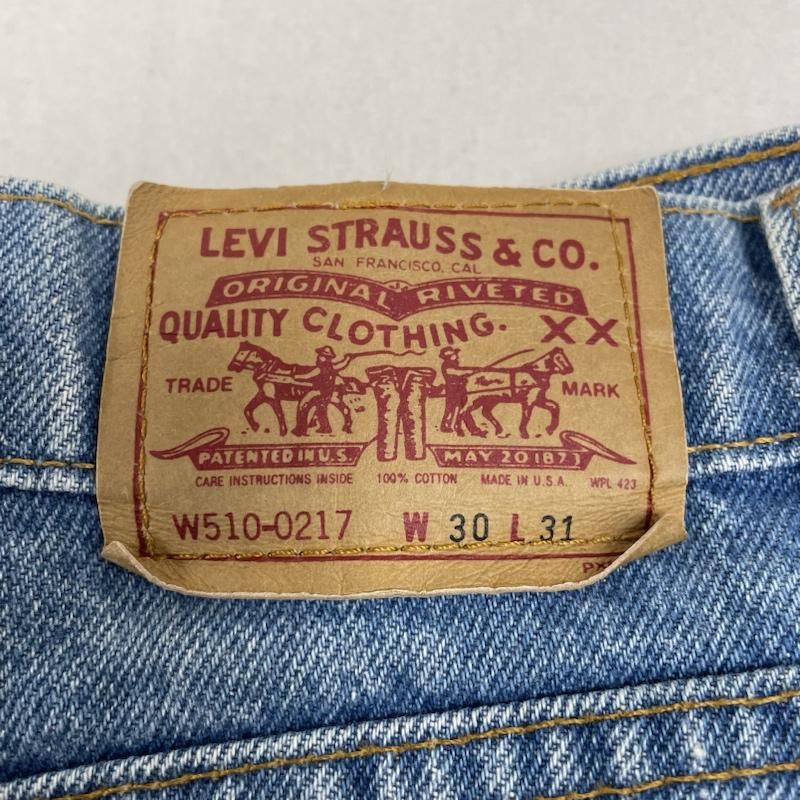 LEVI STRAUSS & CO.
SAN FRANCISCO, CAL
ORIGINAL RIVETED
QUALITY CLOTHING. XX
TRADE MARK
PATENTED IN U.S. MAY 20 1873
CARE INSTRUCTIONS INSIDE 100% COTTON MADE IN U.S.A. WPL 423
W510-0217 W 30 L 31